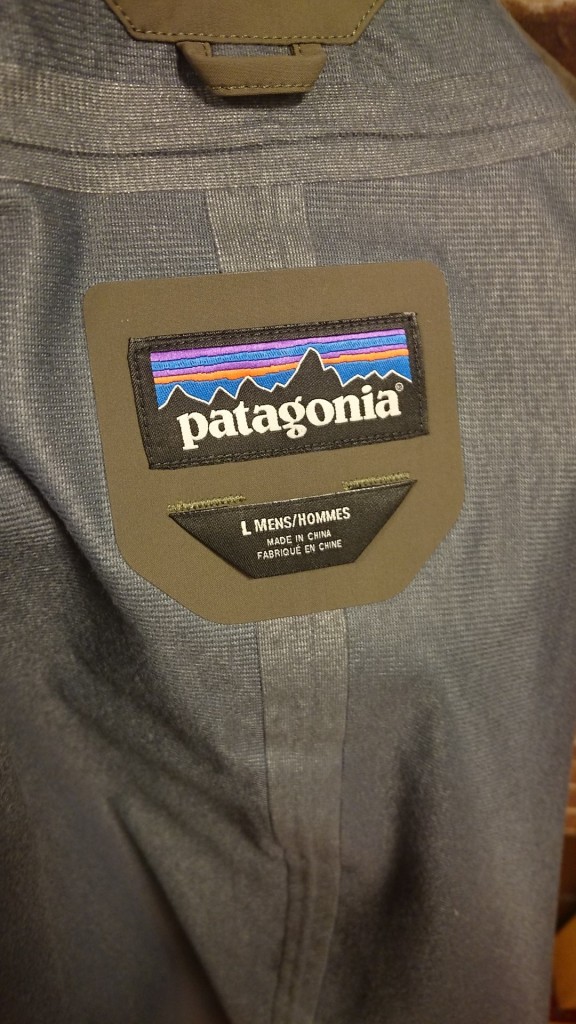 patagonia®
L MENS/HOMMES
MADE IN CHINA
FABRIQUÉ EN CHINE